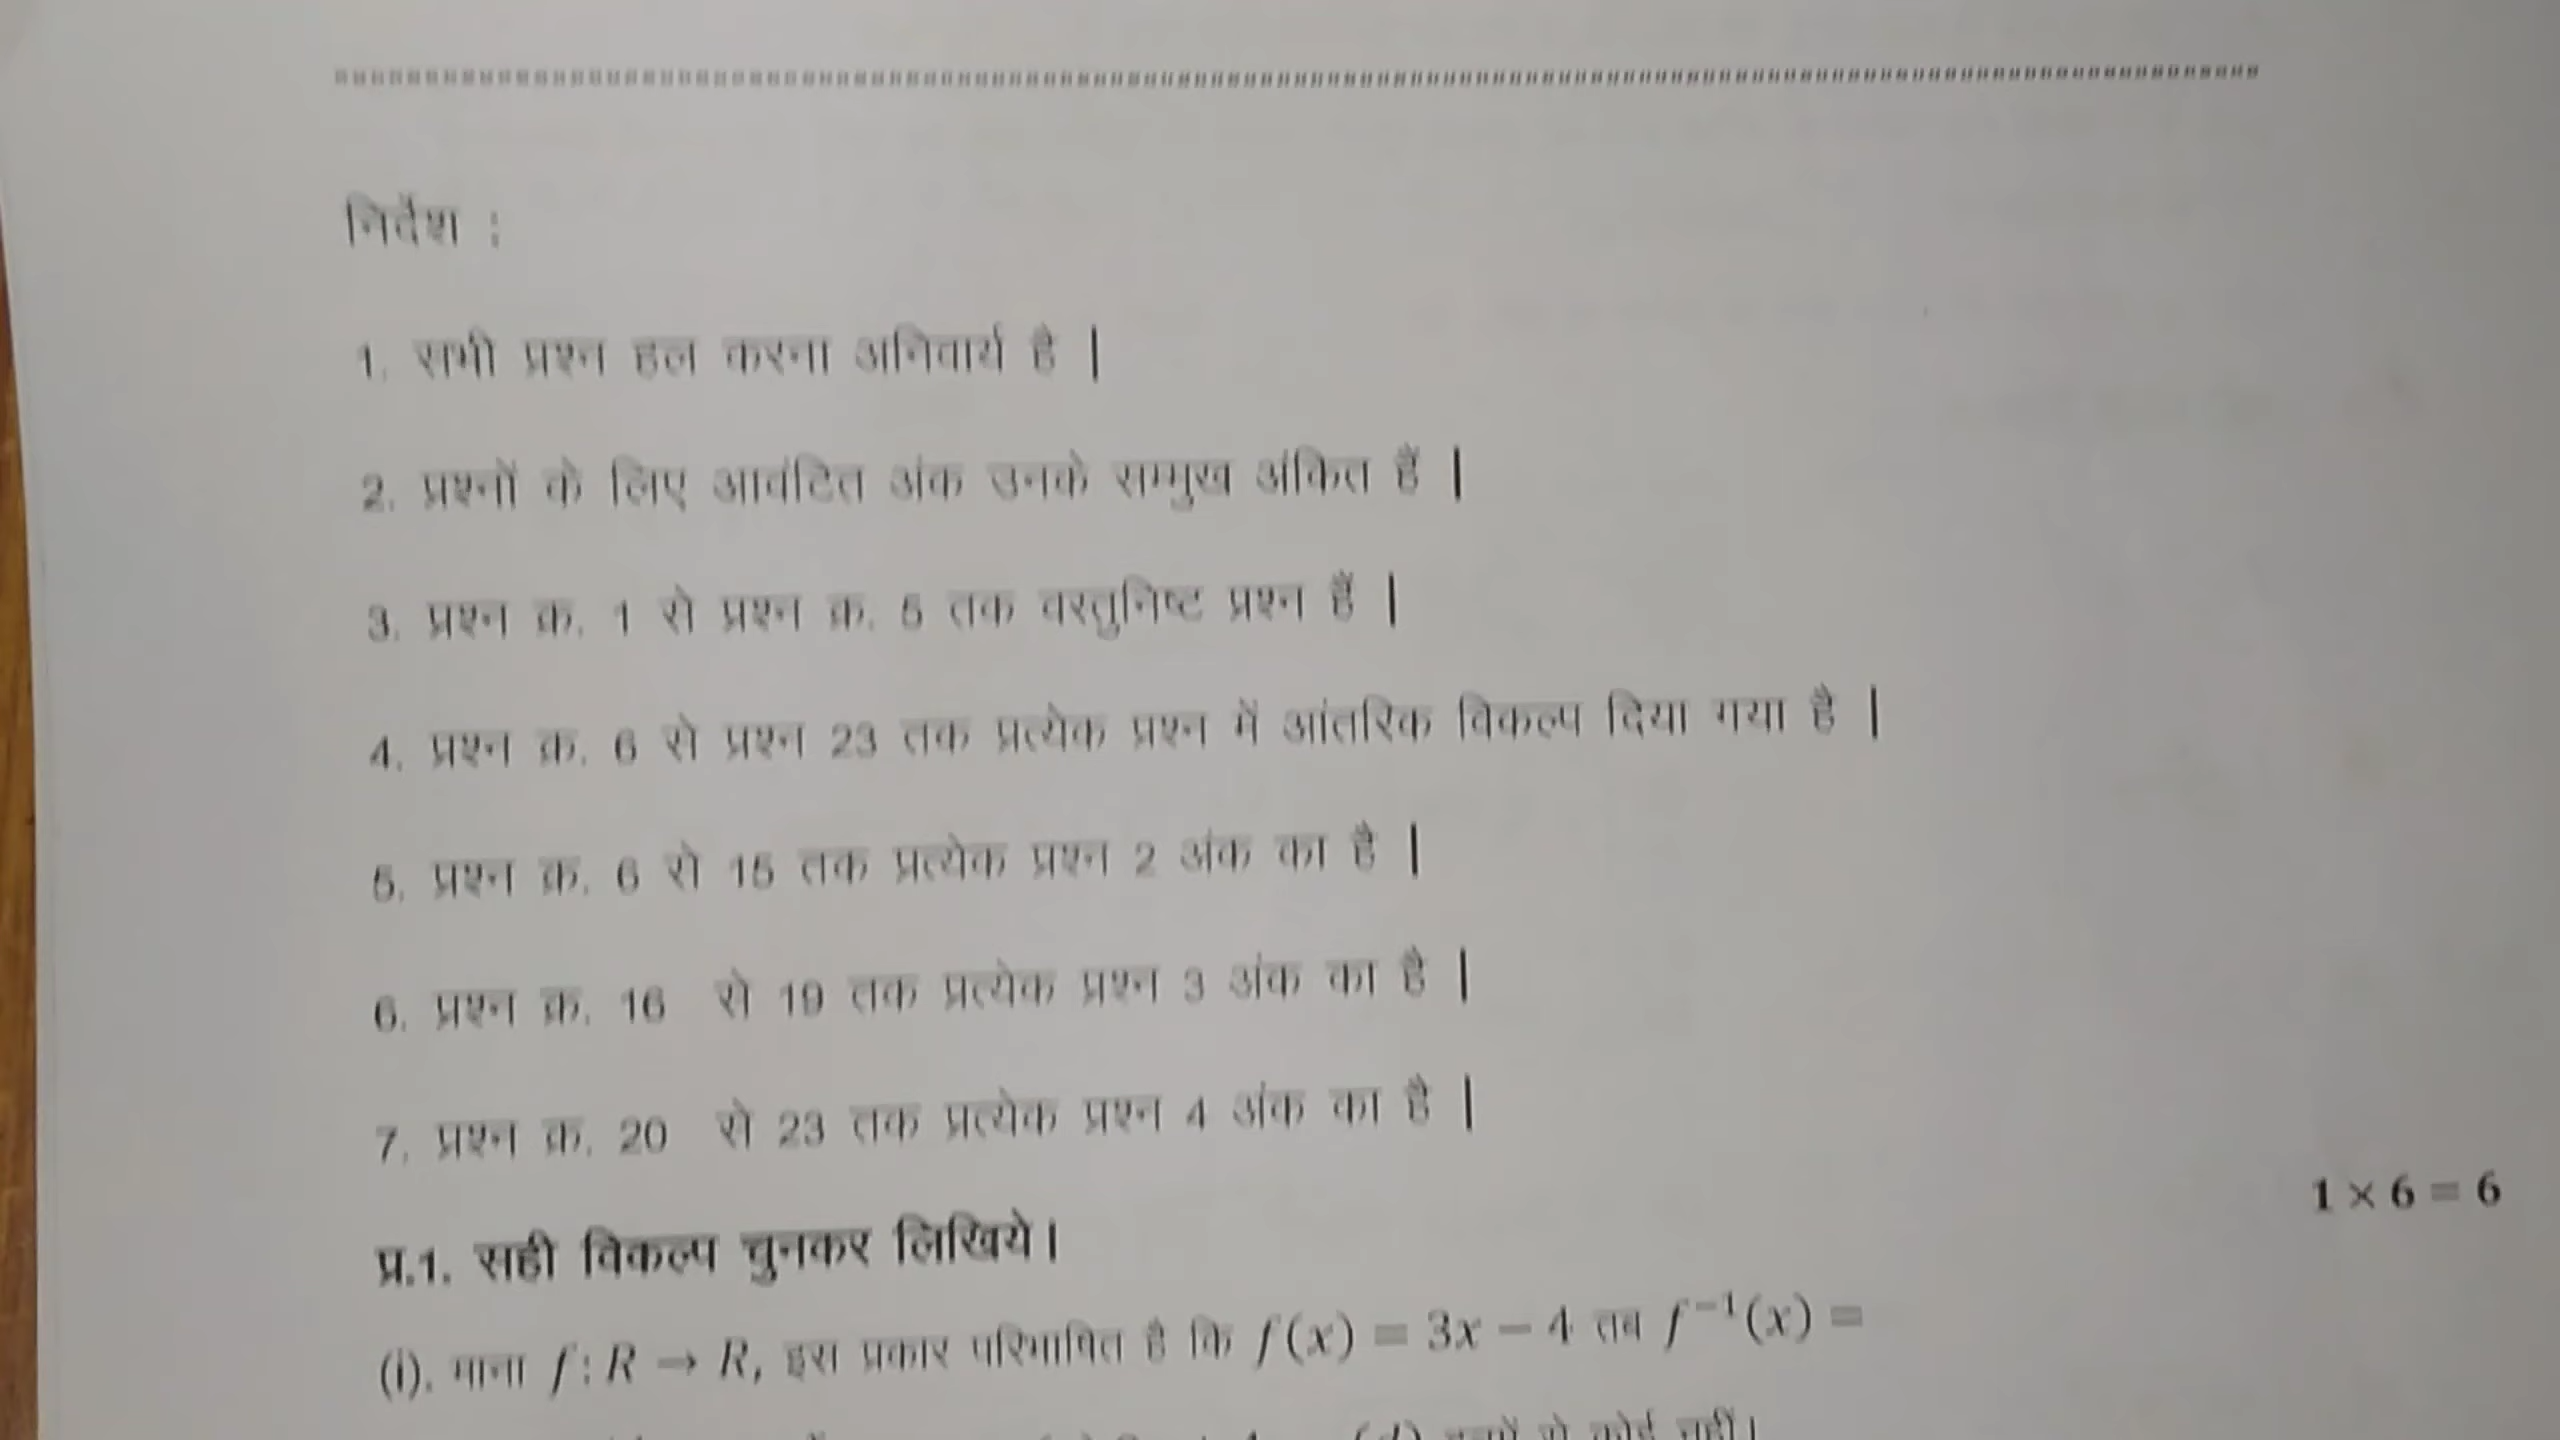 निर्देश :
1. सभी प्रश्न हल करना अनिवार्य है |
2. प्रश्नों के लिए आवंटित अंक उनके सम्मुख अंकित हैं |
3. प्रश्न क्र. 1 से प्रश्न क्र. 5 तक वस्तुनिष्ट प्रश्न हैं |
4. प्रश्न क्र. 6 से प्रश्न 23 तक प्रत्येक प्रश्न में आंतरिक विकल्प दिया गया है |
5. प्रश्न क्र. 6 से 15 तक प्रत्येक प्रश्न 2 अंक का है |
6. प्रश्न क्र. 16 से 19 तक प्रत्येक प्रश्न 3 अंक का है |
7. प्रश्न क्र. 20 से 23 तक प्रत्येक प्रश्न 4 अंक का है |
1 × 6 = 6
प्र.1. सही विकल्प चुनकर लिखिये।
(i). माना f : R → R, इस प्रकार परिभाषित है कि f(x) = 3x − 4 तब f⁻¹(x) =
(d) इनमें से कोई नहीं।